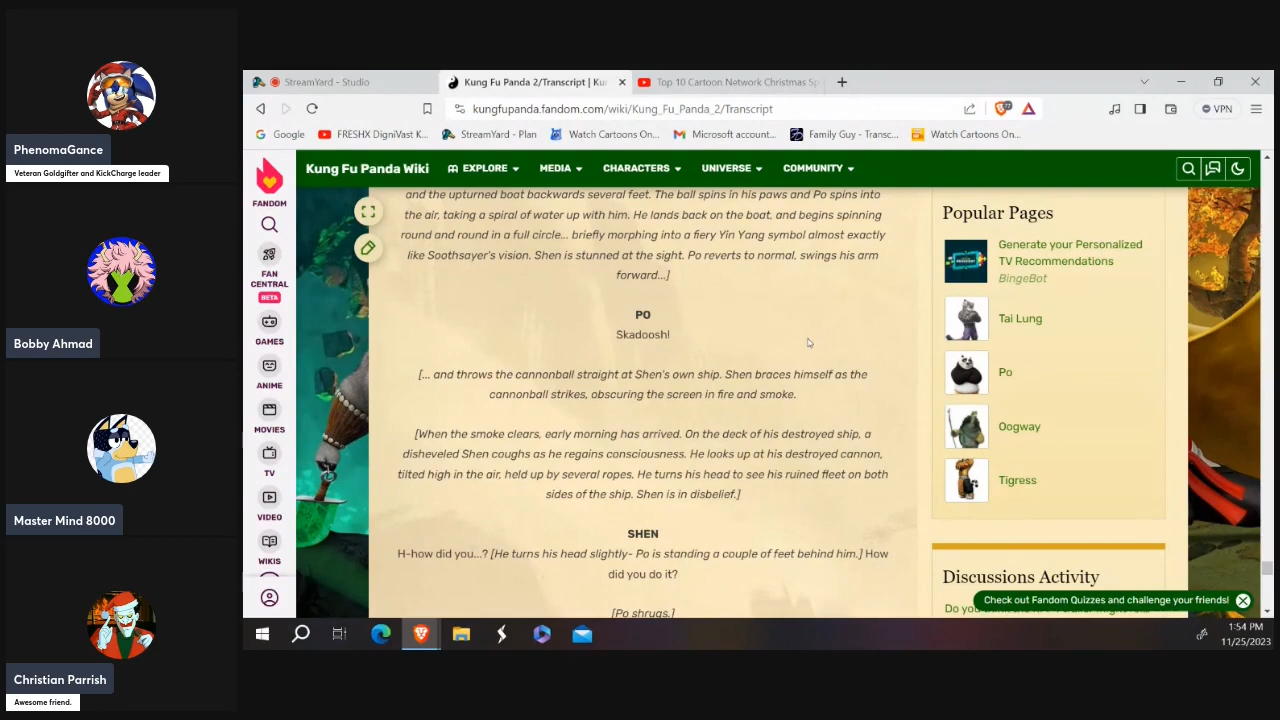 PhenomaGance
Veteran Goldgifter and KickCharge leader
Bobby Ahmad
Master Mind 8000
Christian Parrish
Awesome friend.
StreamYard - Studio
Kung Fu Panda 2/Transcript | Kun
Top 10 Cartoon Network Christmas Sp
kungfupanda.fandom.com/wiki/Kung_Fu_Panda_2/Transcript
VPN
Google
FRESHX DigniVast K...
StreamYard - Plan
Watch Cartoons On...
Microsoft account...
Family Guy - Transc...
Watch Cartoons On...
FANDOM
FAN
CENTRAL
BETA
GAMES
ANIME
MOVIES
TV
VIDEO
WIKIS
Kung Fu Panda Wiki
EXPLORE
MEDIA
CHARACTERS
UNIVERSE
COMMUNITY
and the upturned boat backwards several feet. The ball spins in his paws and Po spins into
the air, taking a spiral of water up with him. He lands back on the boat, and begins spinning
round and round in a full circle... briefly morphing into a fiery Yin Yang symbol almost exactly
like Soothsayer's vision. Shen is stunned at the sight. Po reverts to normal, swings his arm
forward...]
PO
Skadoosh!
[... and throws the cannonball straight at Shen's own ship. Shen braces himself as the
cannonball strikes, obscuring the screen in fire and smoke.
[When the smoke clears, early morning has arrived. On the deck of his destroyed ship, a
disheveled Shen coughs as he regains consciousness. He looks up at his destroyed cannon,
tilted high in the air, held up by several ropes. He turns his head to see his ruined fleet on both
sides of the ship. Shen is in disbelief.]
SHEN
H-how did you...? [He turns his head slightly- Po is standing a couple of feet behind him.] How
did you do it?
[Po shrugs.]
Popular Pages
Generate your Personalized
TV Recommendations
BingeBot
Tai Lung
Po
Oogway
Tigress
Discussions Activity
Check out Fandom Quizzes and challenge your friends!
1:54 PM
11/25/2023